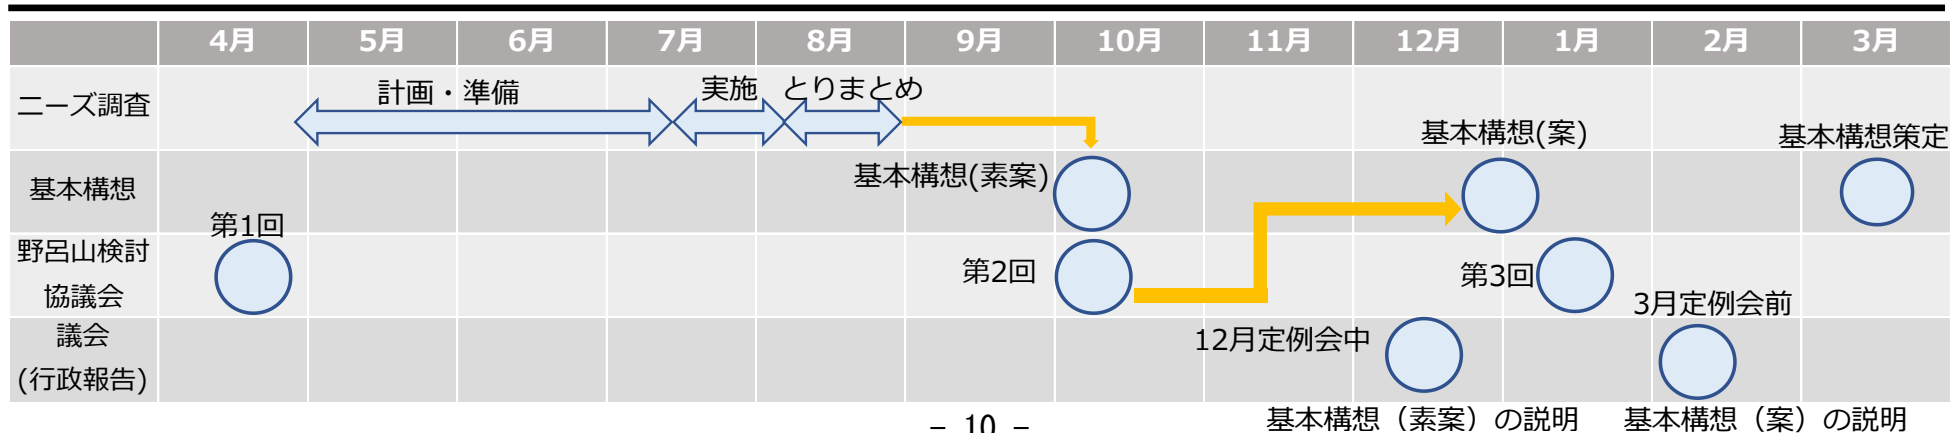 4月 5月 6月 7月 8月 9月 10月 11月 12月 1月 2月 3月
ニーズ調査
計画・準備
実施
とりまとめ
基本構想
基本構想(素案)
基本構想(案)
基本構想策定
野呂山検討
協議会
第1回
第2回
第3回
議会
(行政報告)
12月定例会中
3月定例会前
基本構想（素案）の説明
基本構想（案）の説明
- 10 -